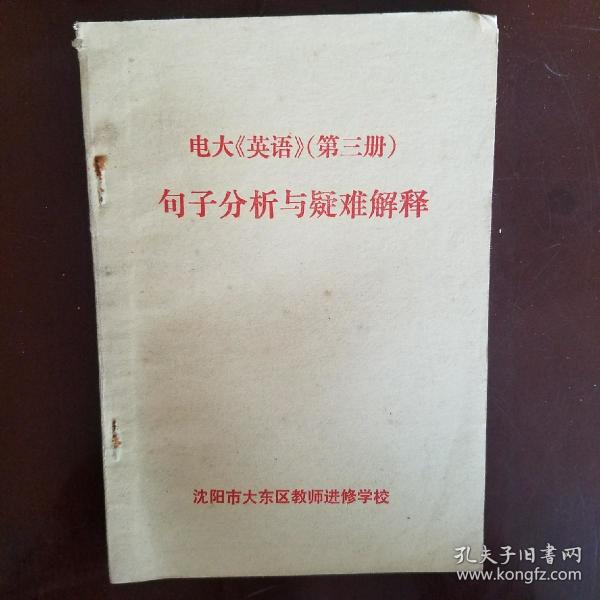 电大《英语》(第三册)
句子分析与疑难解释
沈阳市大东区教师进修学校
孔夫子旧书网
www.kongfz.com